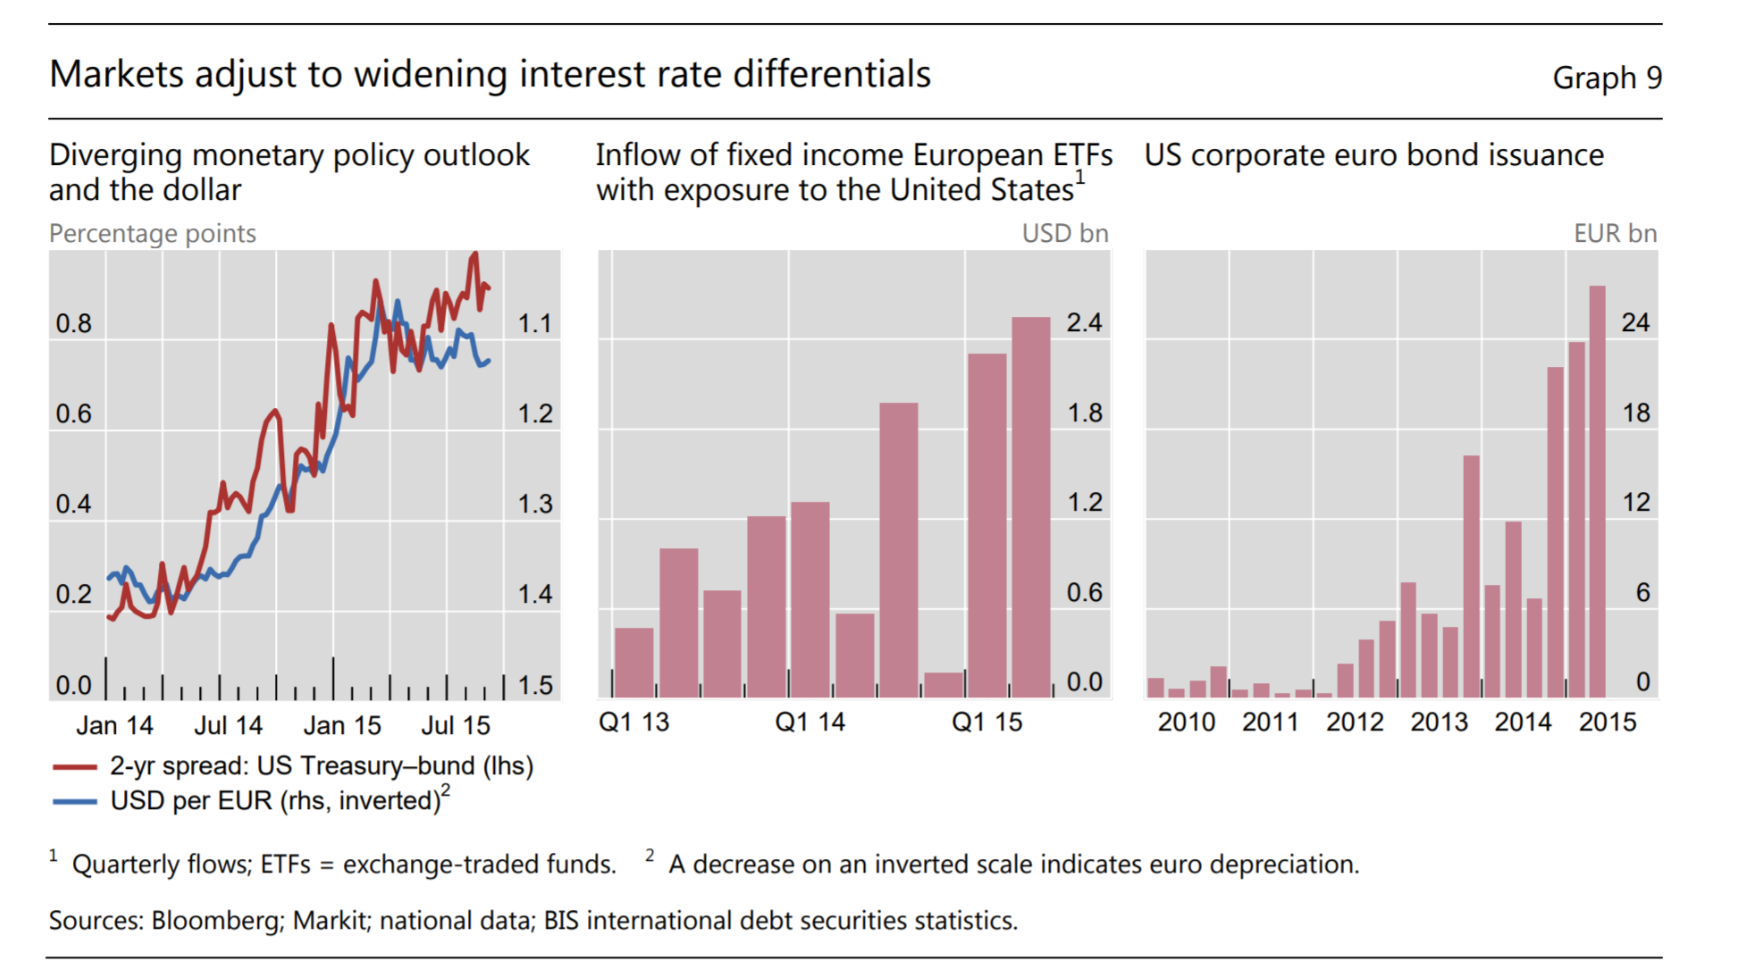 Markets adjust to widening interest rate differentials
Graph 9
Diverging monetary policy outlook
and the dollar
Percentage points
0.8
0.6
0.4
0.2
0.0
1.1
1.2
1.3
1.4
1.5
Jan 14 Jul 14 Jan 15 Jul 15
2-yr spread: US Treasury–bund (lhs)
USD per EUR (rhs, inverted)²
Inflow of fixed income European ETFs
with exposure to the United States¹
USD bn
2.4
1.8
1.2
0.6
0.0
Q1 13 Q1 14 Q1 15
US corporate euro bond issuance
EUR bn
24
18
12
6
0
2010 2011 2012 2013 2014 2015
¹ Quarterly flows; ETFs = exchange-traded funds. ² A decrease on an inverted scale indicates euro depreciation.
Sources: Bloomberg; Markit; national data; BIS international debt securities statistics.